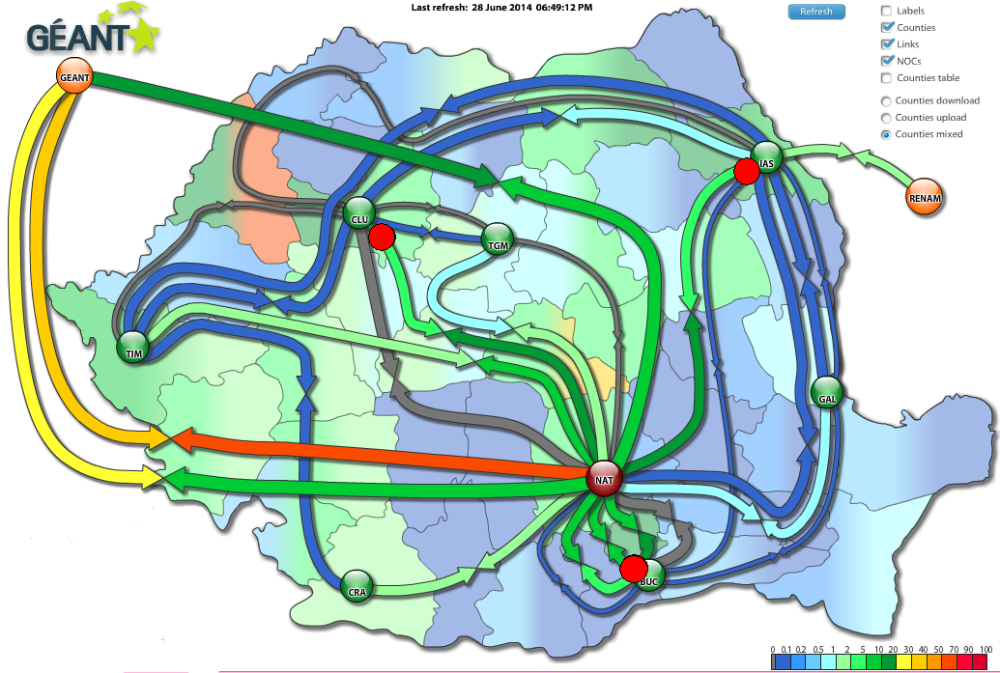 Last refresh: 28 June 2014 06:49:12 PM
Refresh
Labels
Counties
Links
NOCs
Counties table
Counties download
Counties upload
Counties mixed
GÉANT
GEANT
IAS
RENAM
CLU
TGM
TIM
GAL
NAT
BUC
CRA
0 0.1 0.2 0.5 1 2 5 10 20 30 40 50 70 90 100